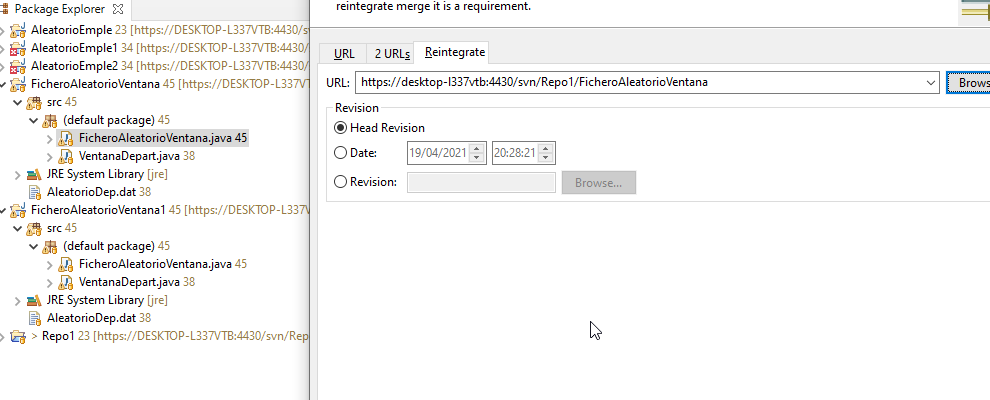 Package Explorer
AleatorioEmple 23 [https://DESKTOP-L337VTB:4430/s
AleatorioEmple1 34 [https://DESKTOP-L337VTB:4430/
AleatorioEmple2 34 [https://DESKTOP-L337VTB:4430/
FicheroAleatorioVentana 45 [https://DESKTOP-L337V
src 45
(default package) 45
FicheroAleatorioVentana.java 45
VentanaDepart.java 38
JRE System Library [jre]
AleatorioDep.dat 38
FicheroAleatorioVentana1 45 [https://DESKTOP-L337
src 45
(default package) 45
FicheroAleatorioVentana.java 45
VentanaDepart.java 38
JRE System Library [jre]
AleatorioDep.dat 38
> Repo1 23 [https://DESKTOP-L337VTB:4430/svn/Rep
reintegrate merge it is a requirement.
URL 2 URLs Reintegrate
URL: https://desktop-l337vtb:4430/svn/Repo1/FicheroAleatorioVentana Brows
Revision
Head Revision
Date: 19/04/2021 20:28:21
Revision: Browse...